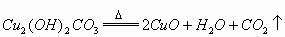 Cu₂(OH)₂CO₃ ==Δ== 2CuO + H₂O + CO₂ ↑